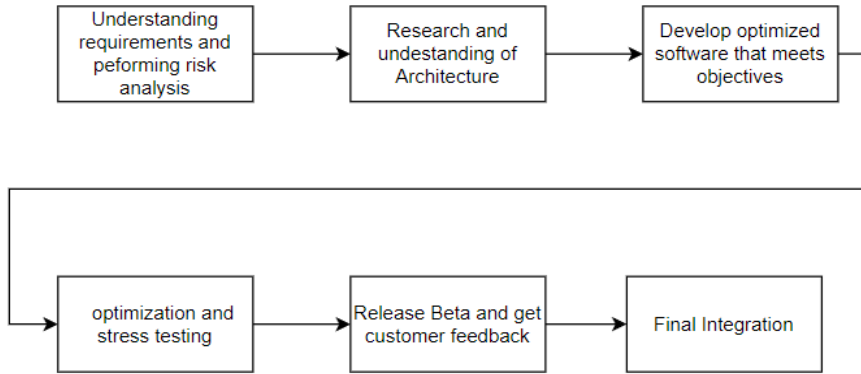 Understanding
requirements and
peforming risk
analysis
Research and
undestanding of
Architecture
Develop optimized
software that meets
objectives
optimization and
stress testing
Release Beta and get
customer feedback
Final Integration